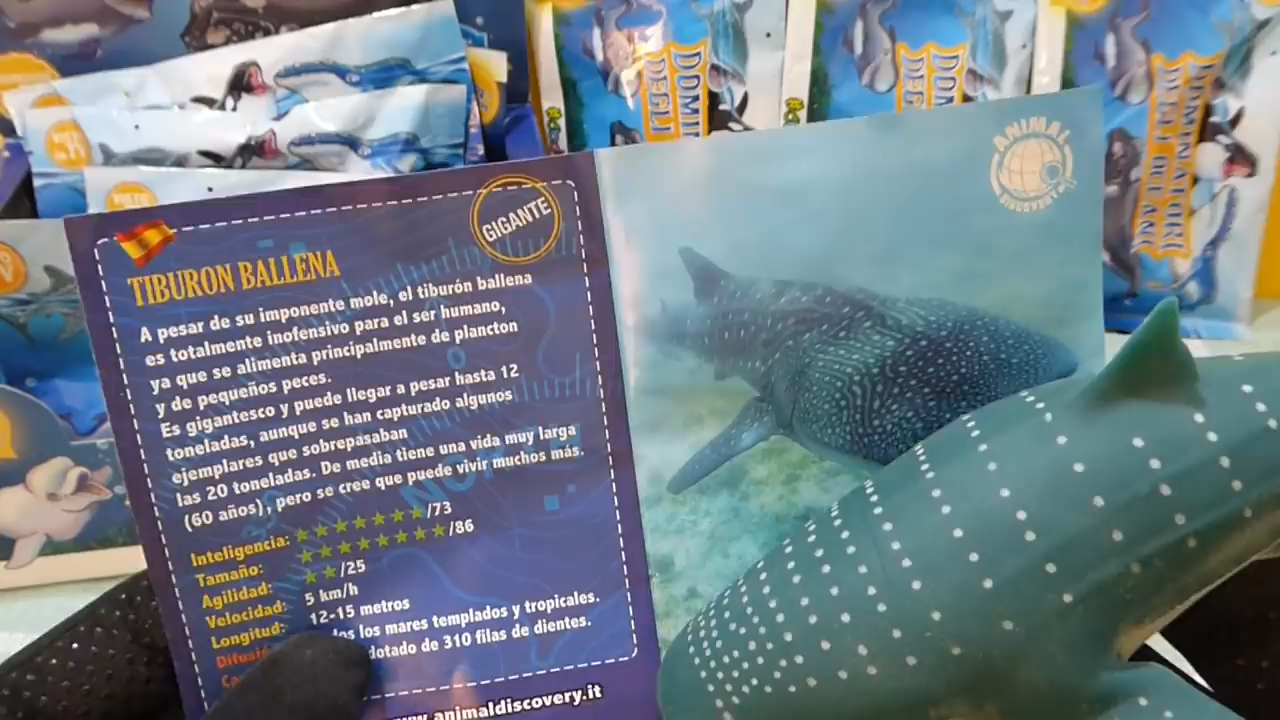 DOMINATORI
DEGLI OCEANI
GIGANTE
TIBURON BALLENA
A pesar de su imponente mole, el tiburón ballena
es totalmente inofensivo para el ser humano,
ya que se alimenta principalmente de plancton
y de pequeños peces.
Es gigantesco y puede llegar a pesar hasta 12
toneladas, aunque se han capturado algunos
ejemplares que sobrepasaban
las 20 toneladas. De media tiene una vida muy larga
(60 años), pero se cree que puede vivir muchos más.
Inteligencia: /73
Tamaño: /86
Agilidad: /25
Velocidad: 5 km/h
Longitud: 12-15 metros
los mares templados y tropicales.
dotado de 310 filas de dientes.
www.animaldiscovery.it
ANIMAL
DISCOVERY